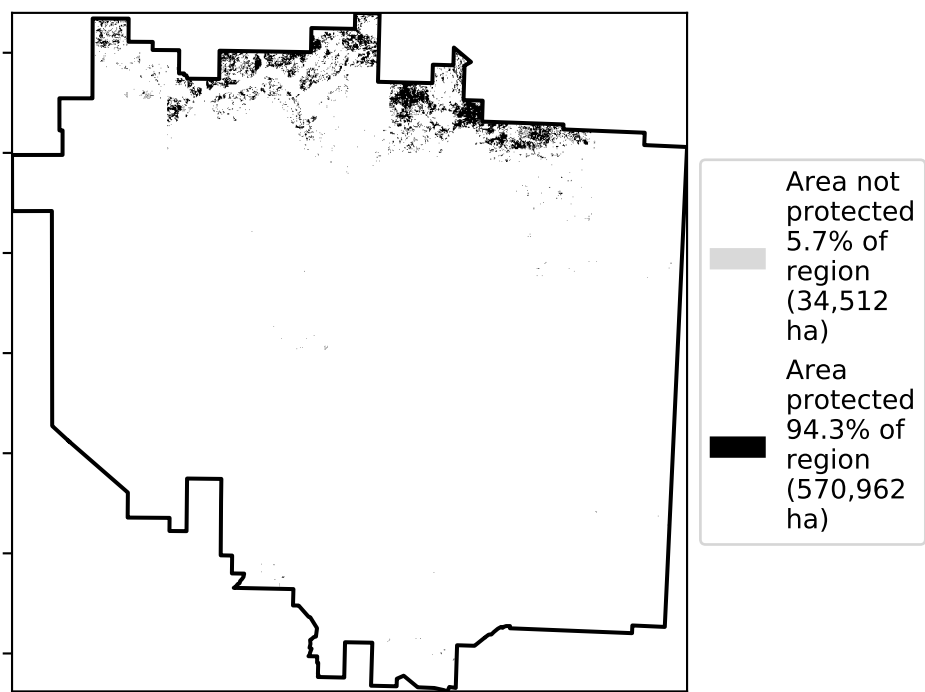 Area not
protected
5.7% of
region
(34,512
ha)
Area
protected
94.3% of
region
(570,962
ha)